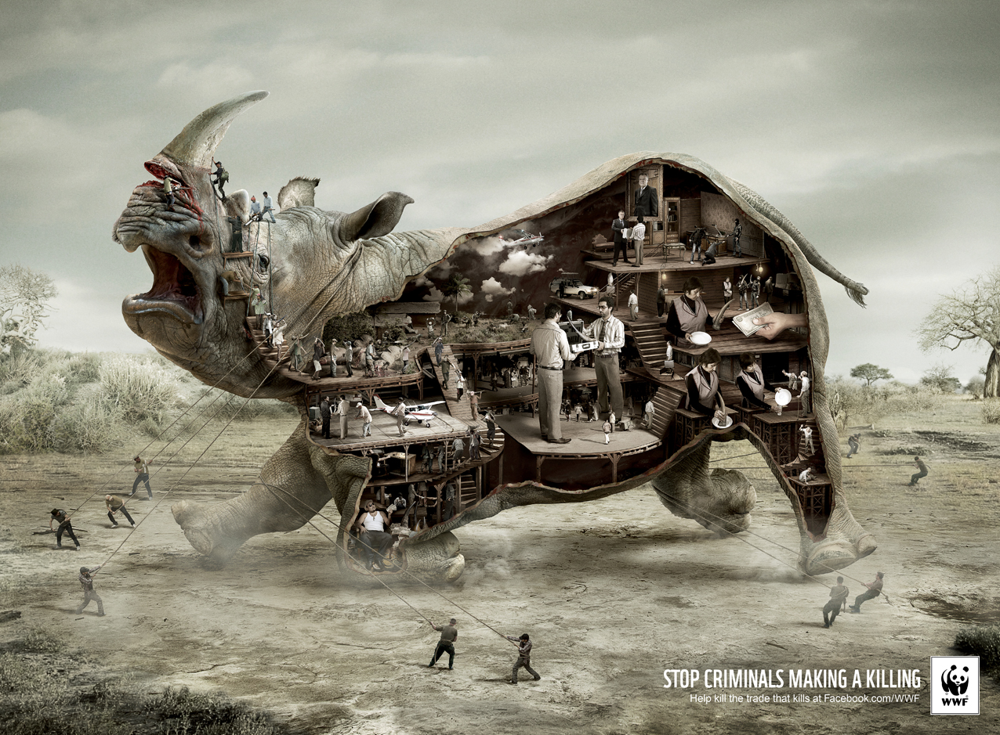 STOP CRIMINALS MAKING A KILLING
Help kill the trade that kills at Facebook.com/WWF
WWF